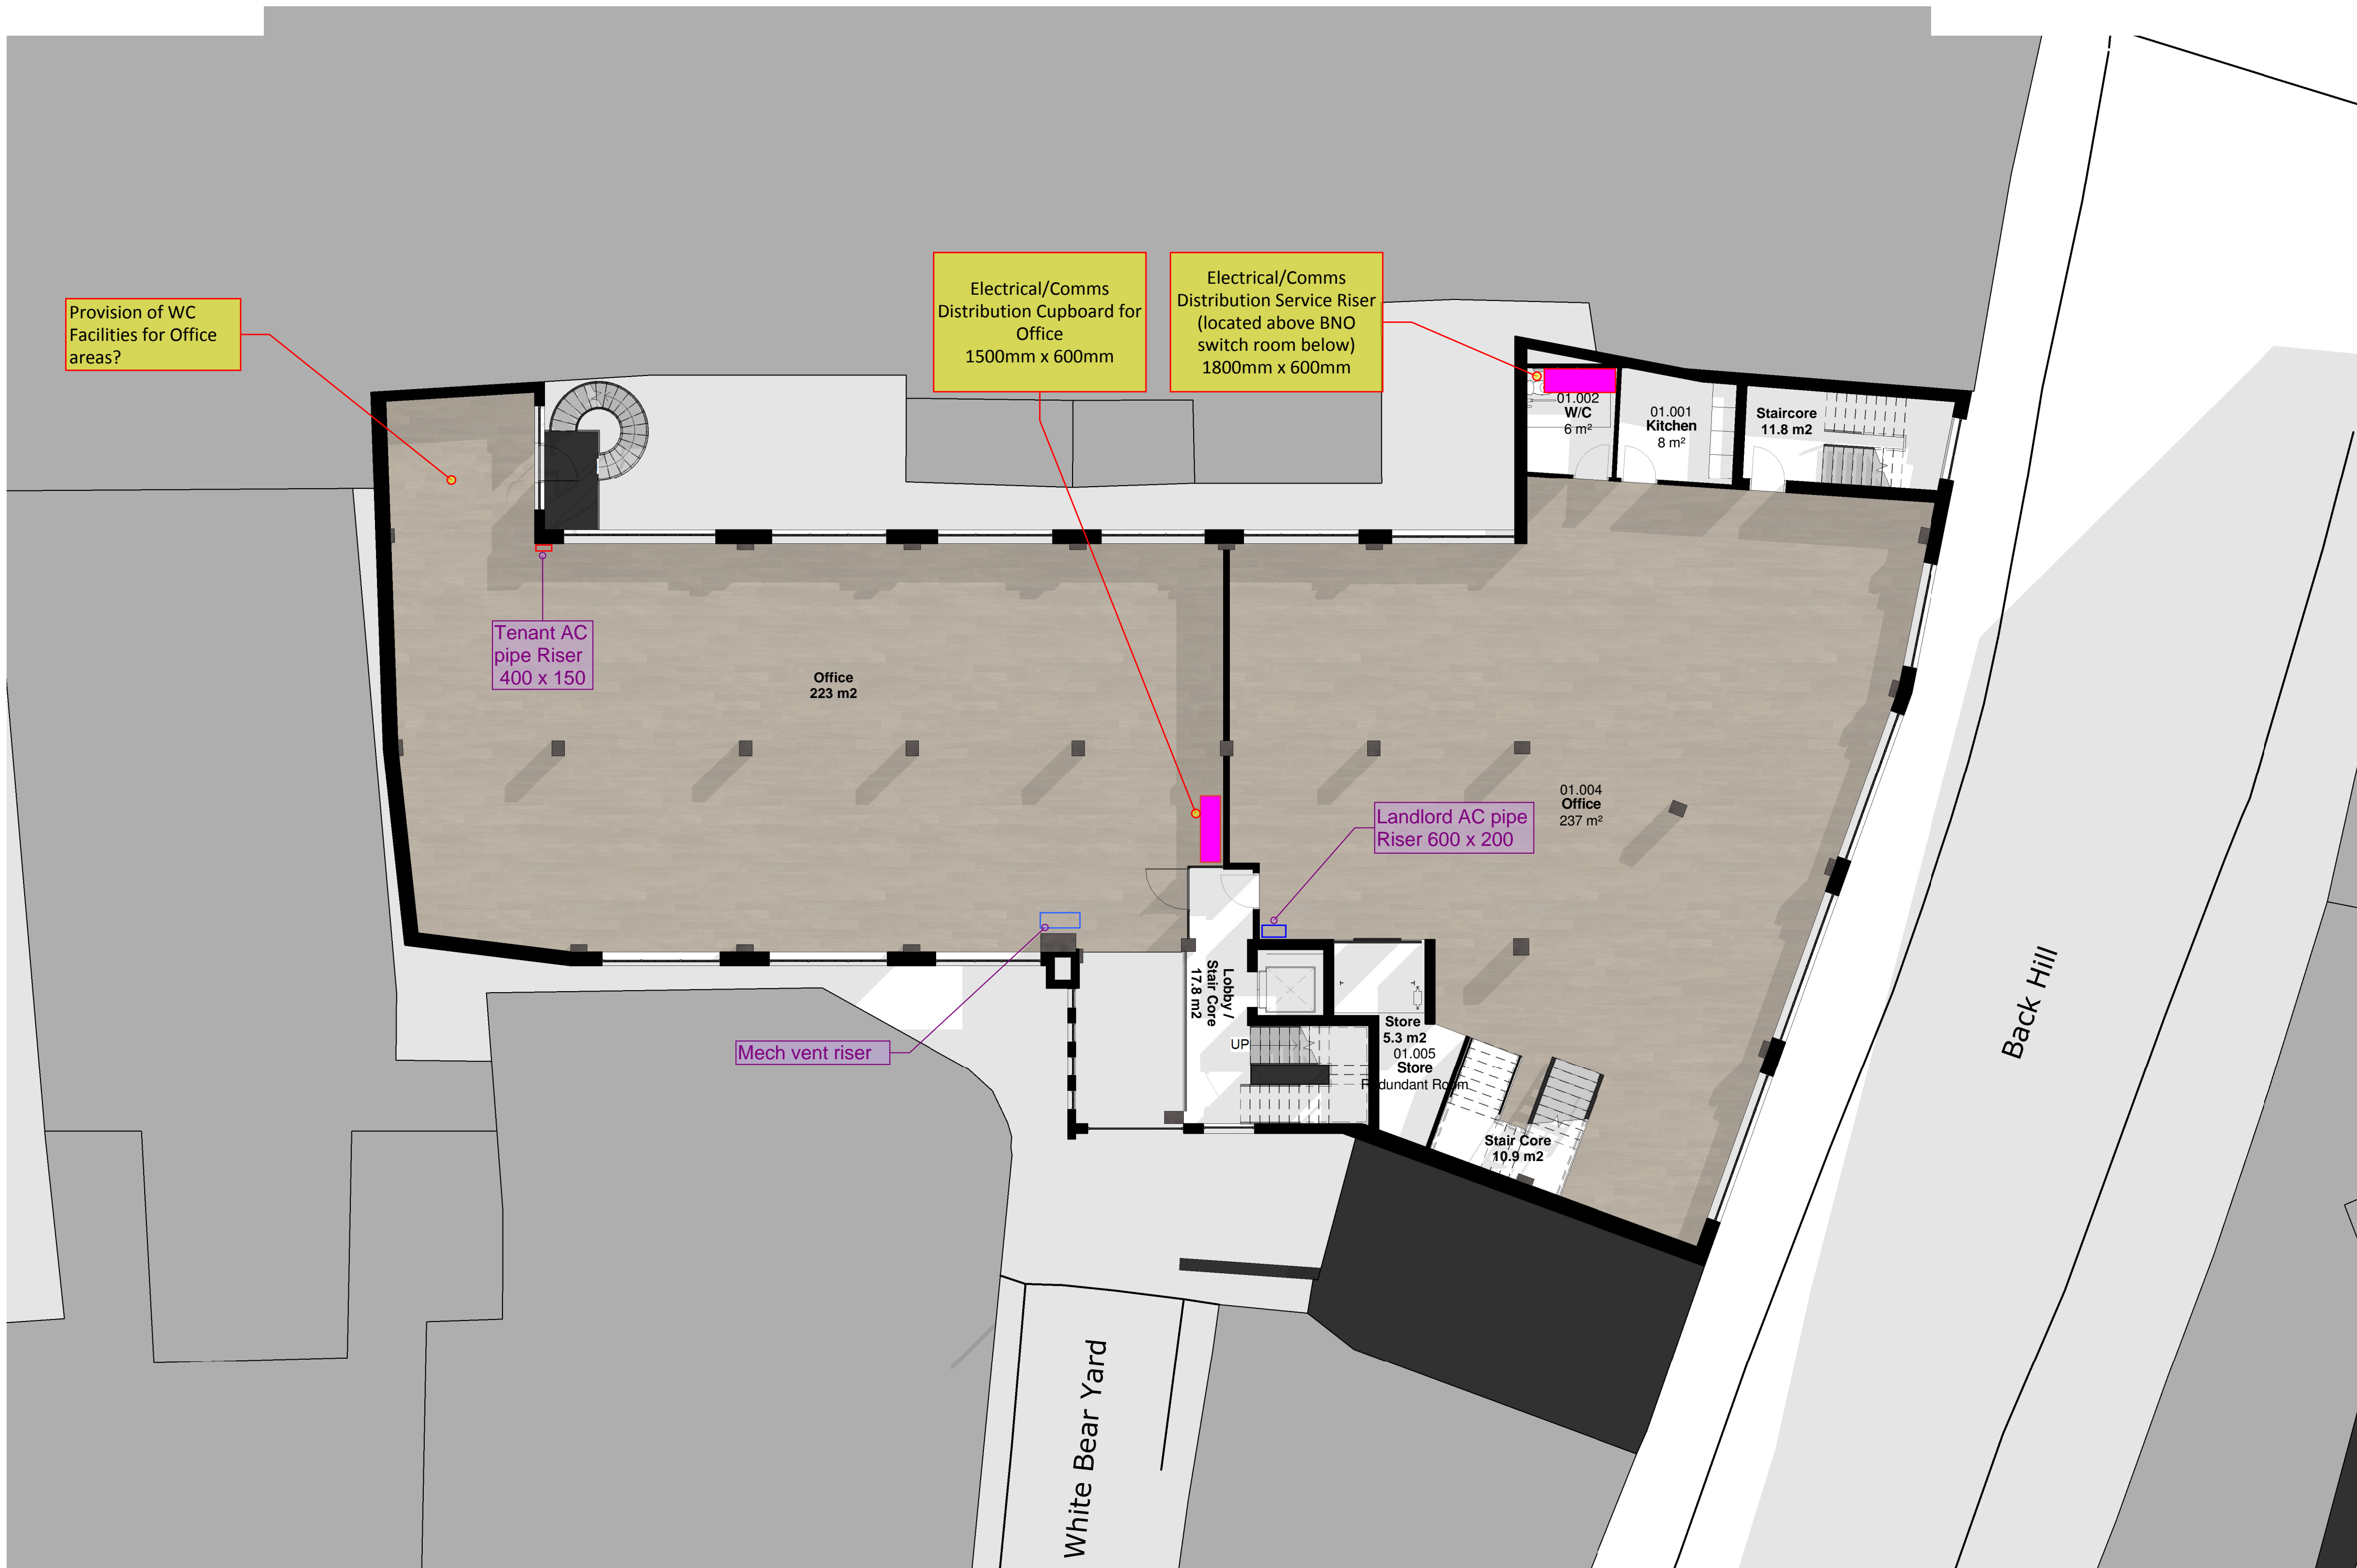 Provision of WC
Facilities for Office
areas?
Electrical/Comms
Distribution Cupboard for
Office
1500mm x 600mm
Electrical/Comms
Distribution Service Riser
(located above BNO
switch room below)
1800mm x 600mm
01.002
W/C
6 m²
01.001
Kitchen
8 m²
Staircore
11.8 m2
Tenant AC
pipe Riser
400 x 150
Office
223 m2
01.004
Office
237 m²
Landlord AC pipe
Riser 600 x 200
Mech vent riser
Lobby /
Stair Core
17.8 m2
UP
Store
5.3 m2
01.005
Store
Redundant Room
Stair Core
10.9 m2
Back Hill
White Bear Yard